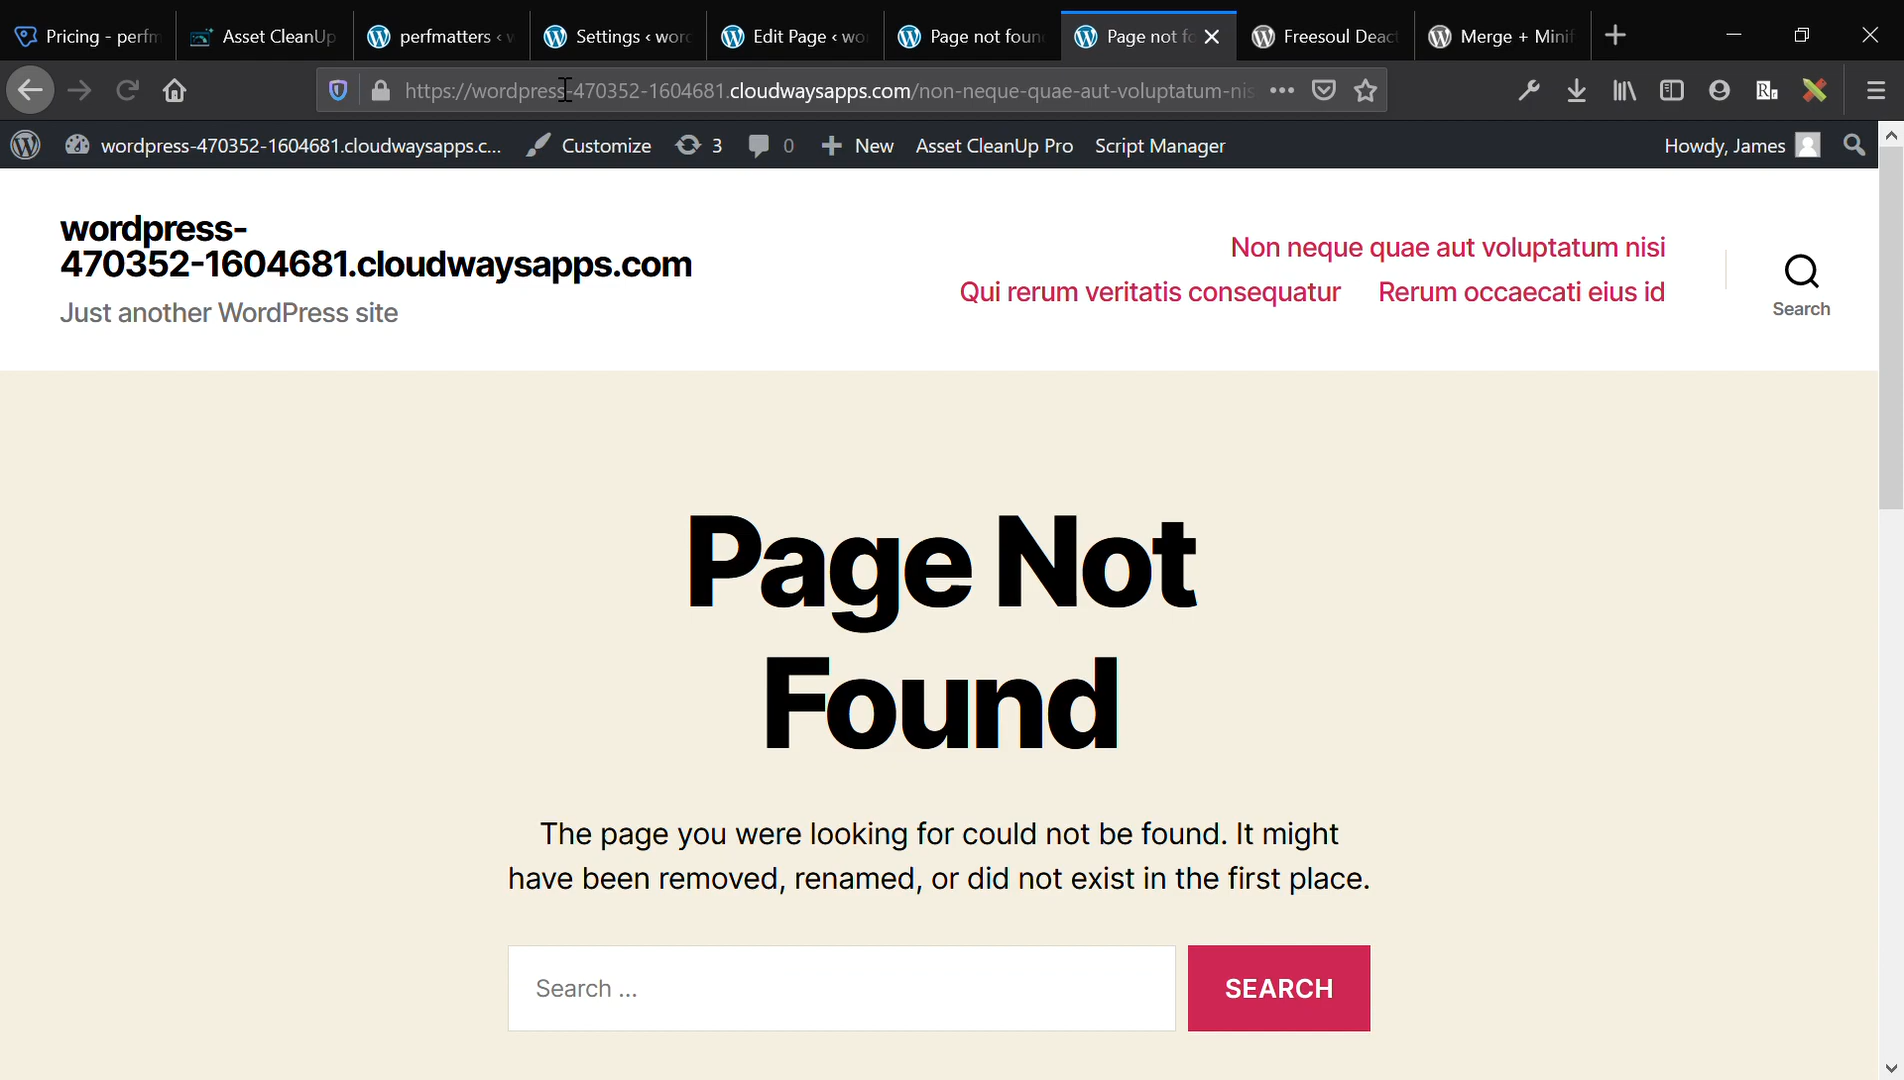 Pricing - perfm
Asset CleanUp
perfmatters ‹ w
Settings ‹ word
Edit Page ‹ wo
Page not foun
Page not fo
Freesoul Deact
Merge + Minif
https://wordpress-470352-1604681.cloudwaysapps.com/non-neque-quae-aut-voluptatum-nis
wordpress-470352-1604681.cloudwaysapps.c...
Customize
3
0
New
Asset CleanUp Pro
Script Manager
Howdy, James
wordpress-
470352-1604681.cloudwaysapps.com
Just another WordPress site
Non neque quae aut voluptatum nisi
Qui rerum veritatis consequatur
Rerum occaecati eius id
Search
Page Not
Found
The page you were looking for could not be found. It might
have been removed, renamed, or did not exist in the first place.
Search ...
SEARCH